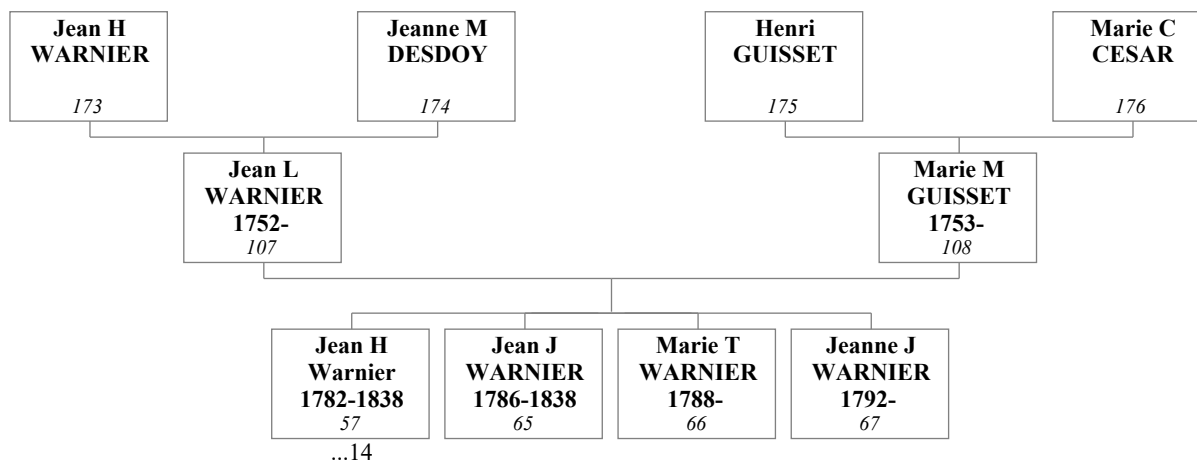 Jean H
WARNIER
173
Jeanne M
DESDOY
174
Henri
GUISSET
175
Marie C
CESAR
176
Jean L
WARNIER
1752-
107
Marie M
GUISSET
1753-
108
Jean H
Warnier
1782-1838
57
...14
Jean J
WARNIER
1786-1838
65
Marie T
WARNIER
1788-
66
Jeanne J
WARNIER
1792-
67